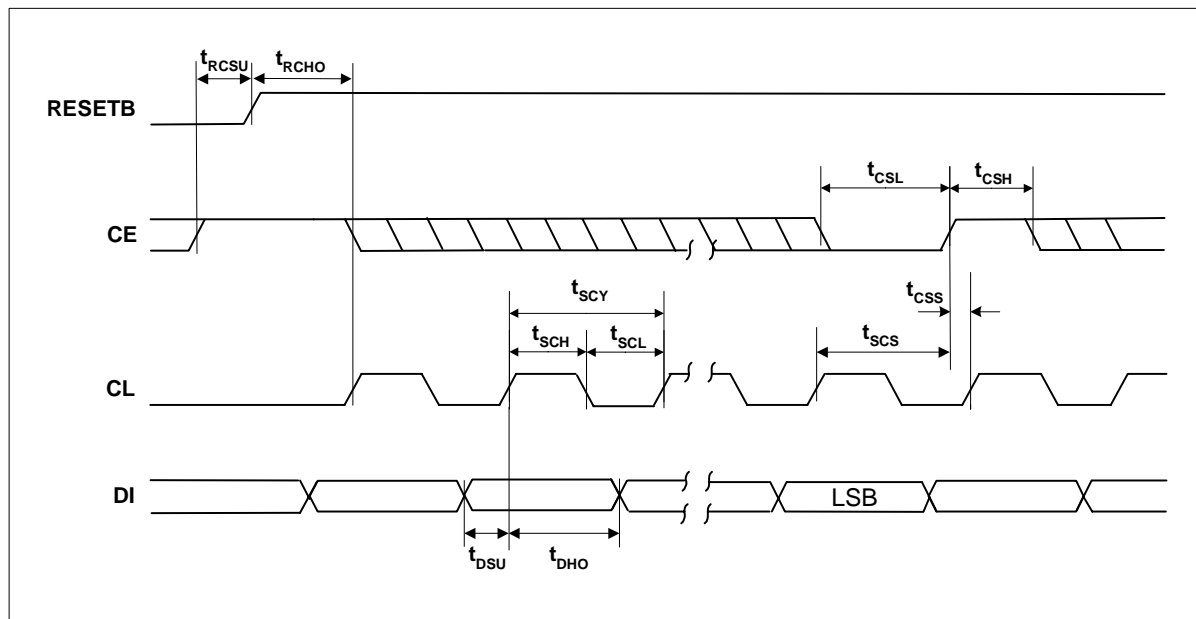 tRCSU
tRCHO
RESETB
tCSL
tCSH
CE
tSCY
tCSS
tSCH
tSCL
tSCS
CL
LSB
DI
tDSU
tDHO